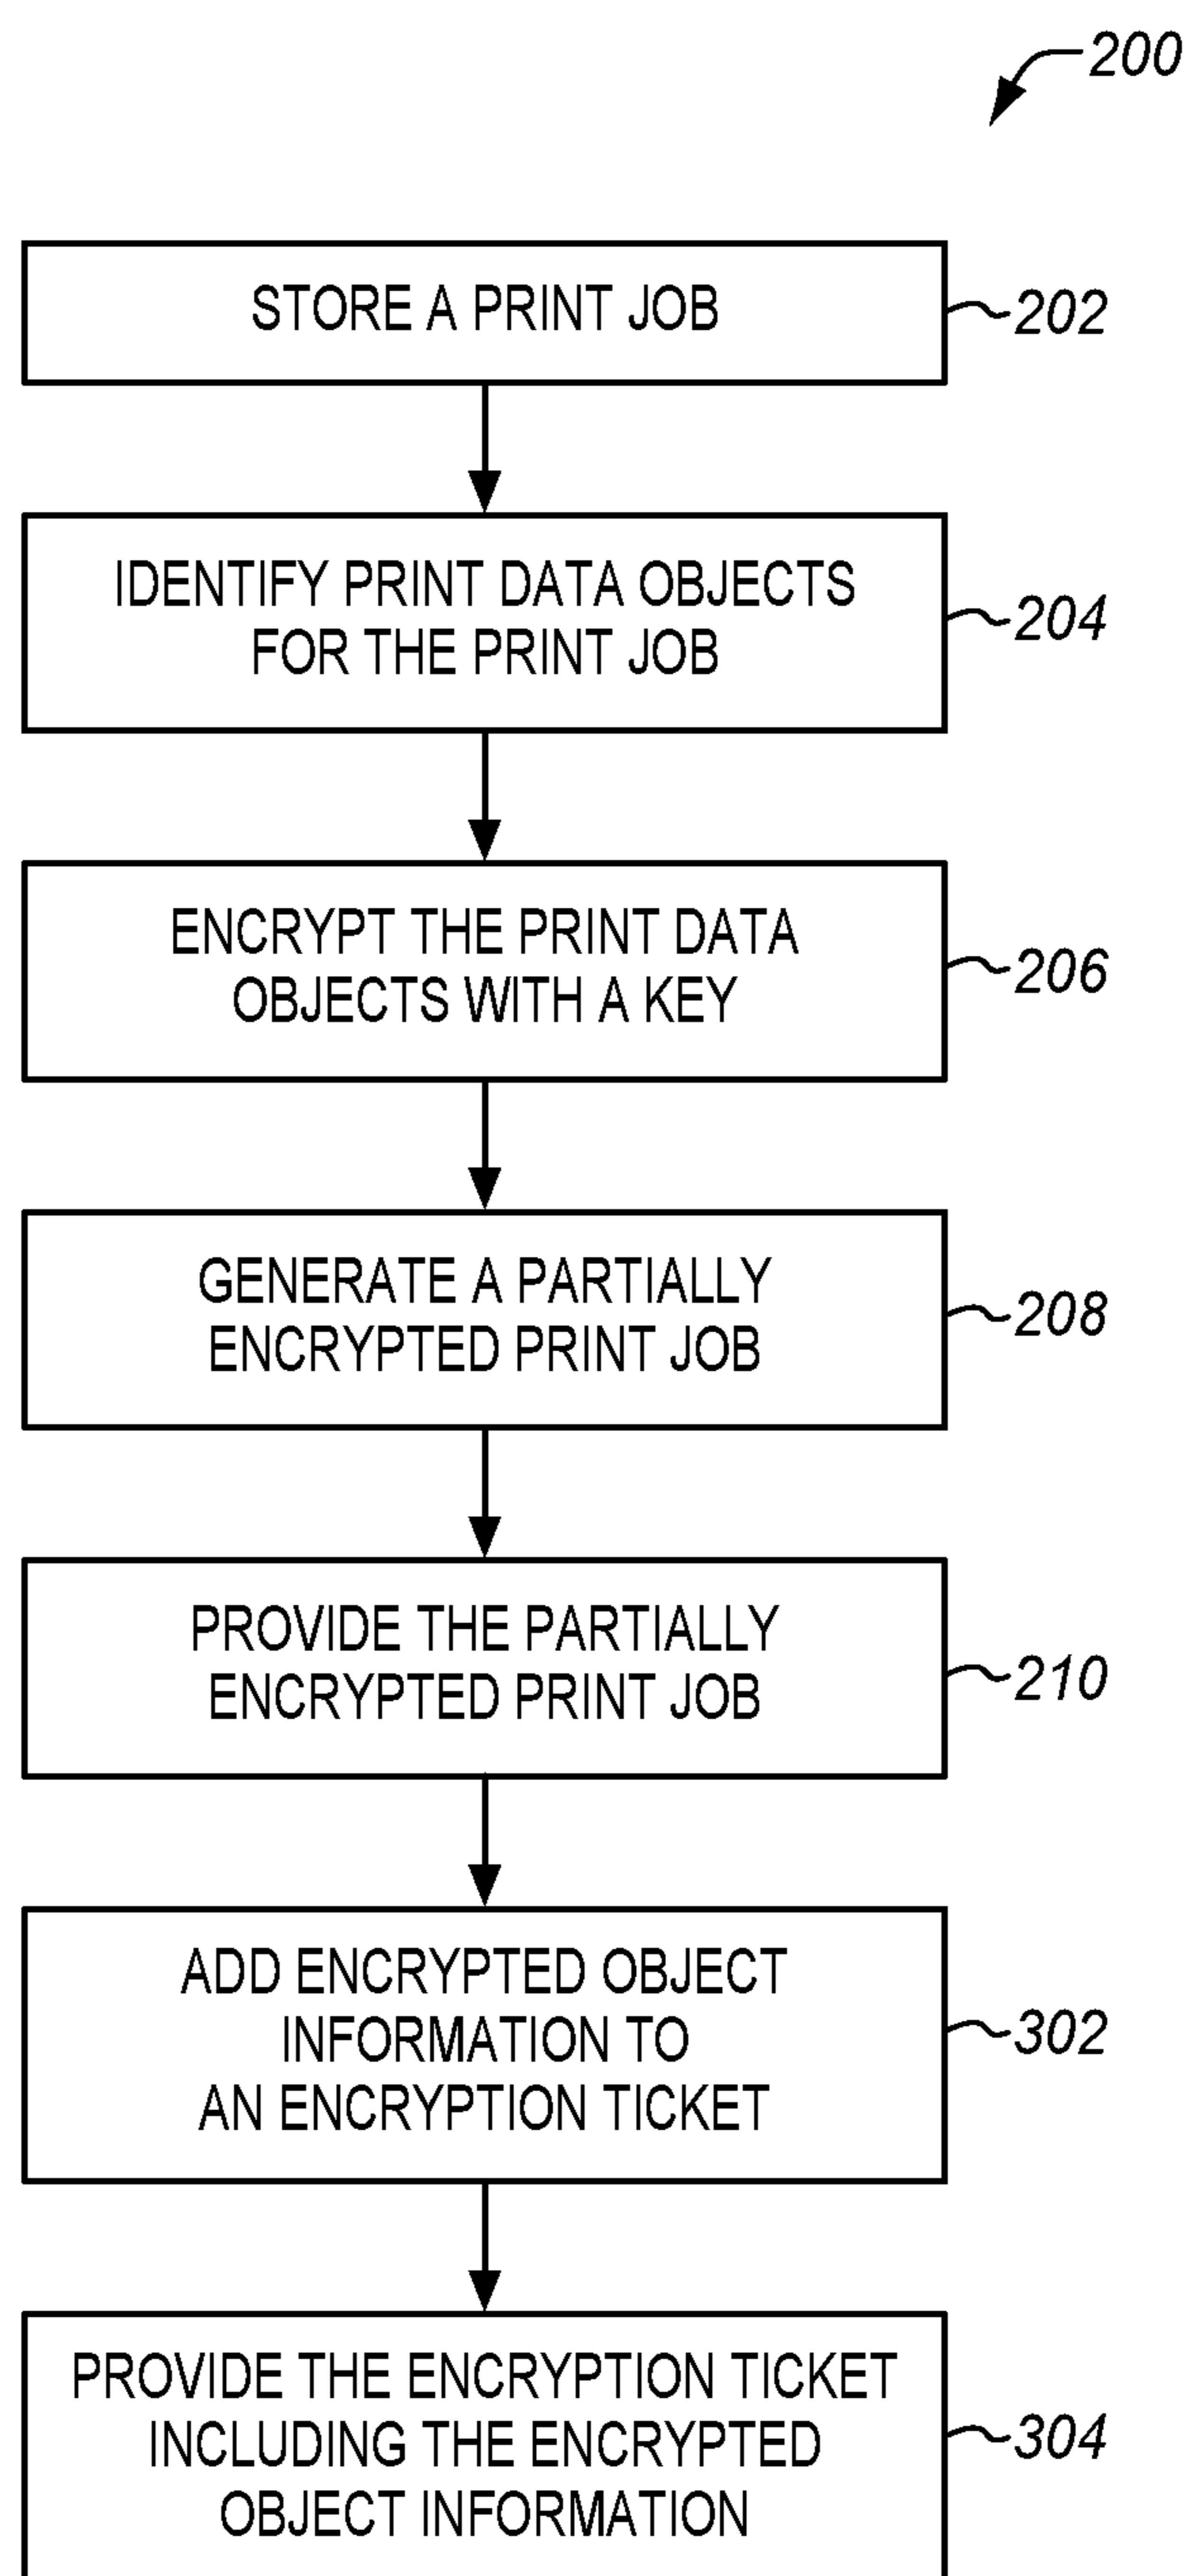 200
STORE A PRINT JOB
202
IDENTIFY PRINT DATA OBJECTS
FOR THE PRINT JOB
204
ENCRYPT THE PRINT DATA
OBJECTS WITH A KEY
206
GENERATE A PARTIALLY
ENCRYPTED PRINT JOB
208
PROVIDE THE PARTIALLY
ENCRYPTED PRINT JOB
210
ADD ENCRYPTED OBJECT
INFORMATION TO
AN ENCRYPTION TICKET
302
PROVIDE THE ENCRYPTION TICKET
INCLUDING THE ENCRYPTED
OBJECT INFORMATION
304